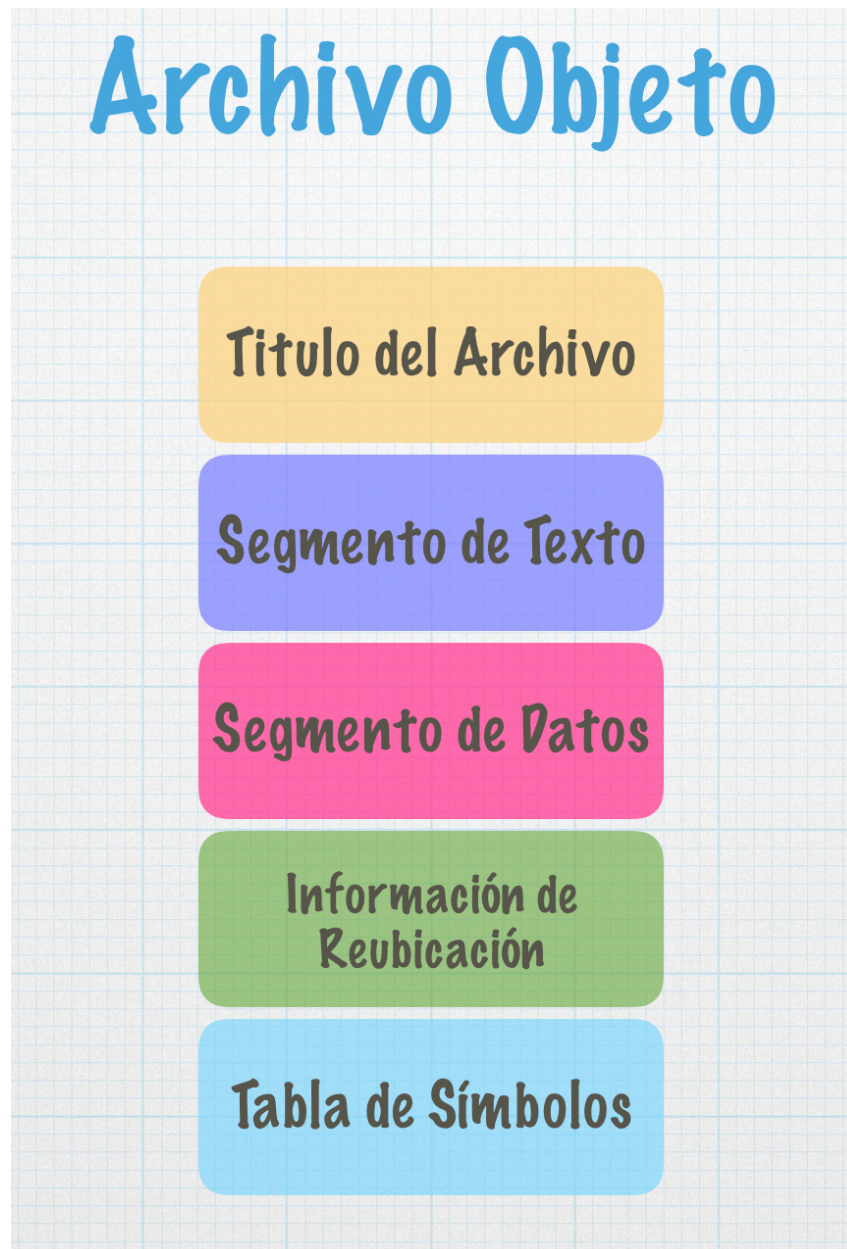 Archivo Objeto
Titulo del Archivo
Segmento de Texto
Segmento de Datos
Información de
Reubicación
Tabla de Símbolos